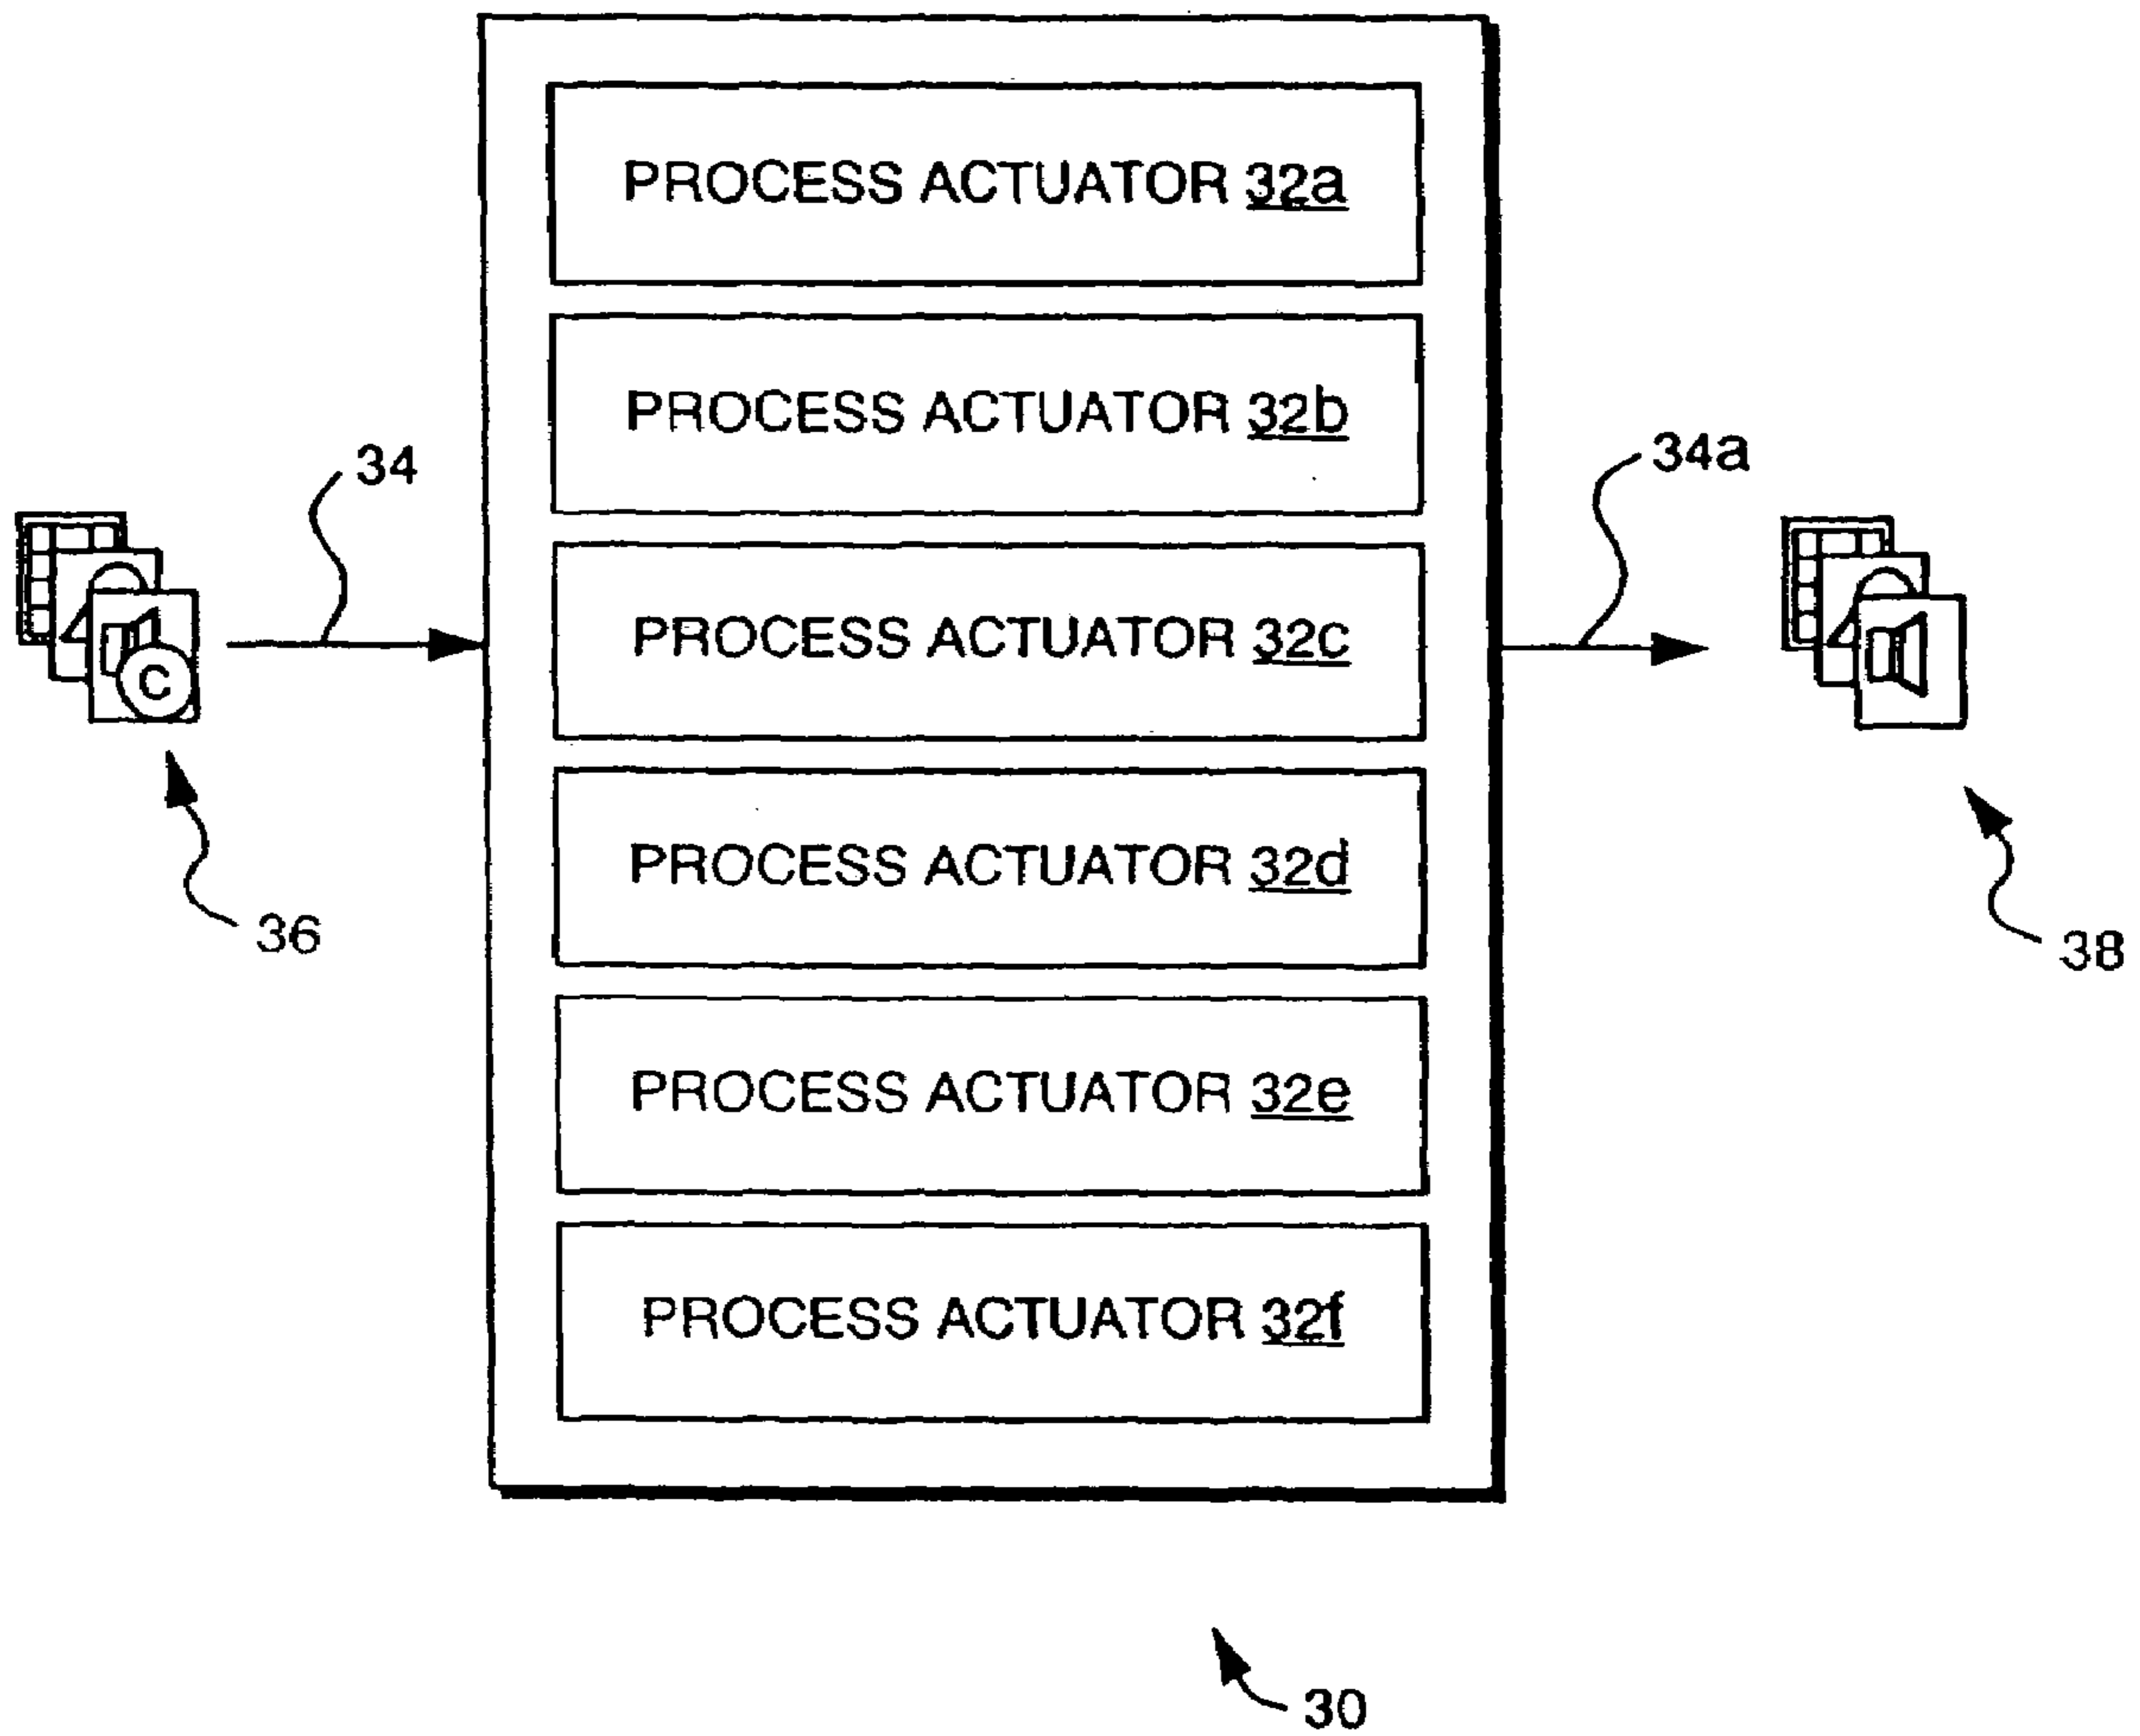 PROCESS ACTUATOR 32a
PROCESS ACTUATOR 32b
34
34a
PROCESS ACTUATOR 32c
C
PROCESS ACTUATOR 32d
36
38
PROCESS ACTUATOR 32e
PROCESS ACTUATOR 32f
30